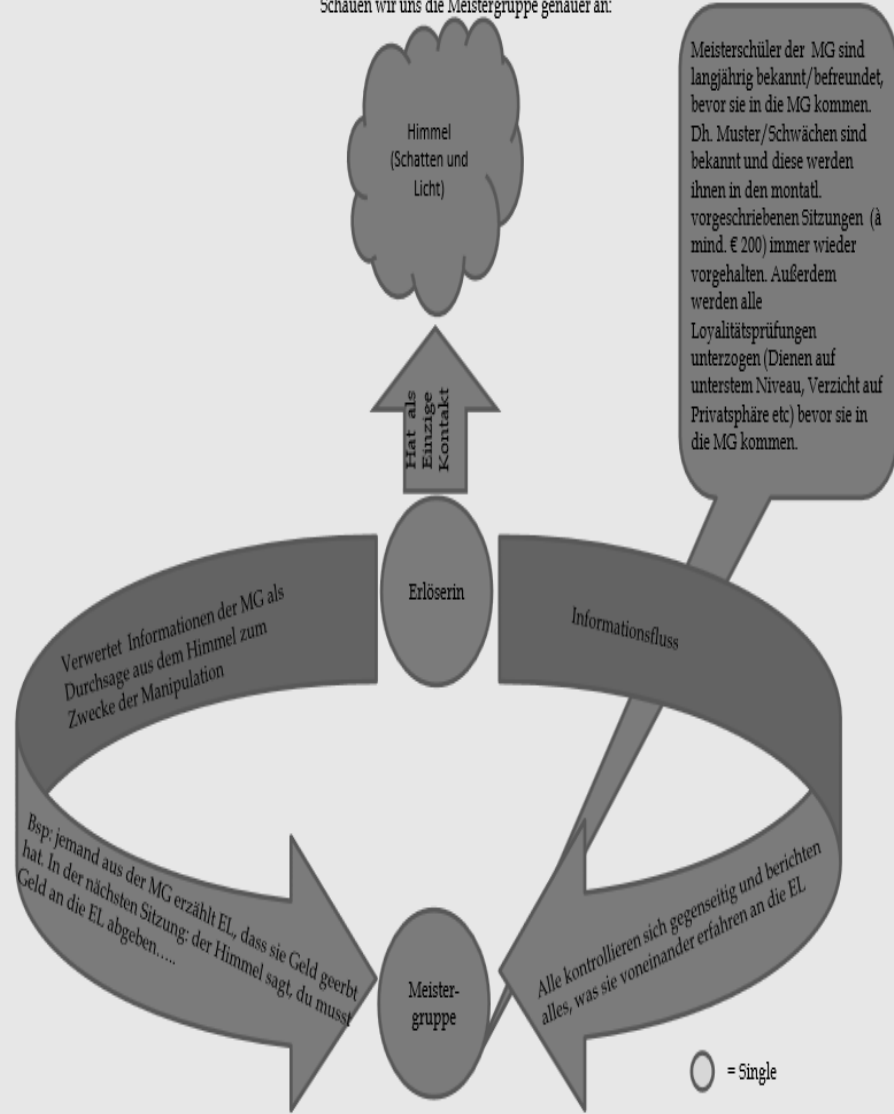 Schauen wir uns die Meistergruppe genauer an:
Himmel
(Schatten und
Licht)
Meisterschüler der MG sind
langjährig bekannt/befreundet,
bevor sie in die MG kommen.
Dh. Muster/Schwächen sind
bekannt und diese werden
ihnen in den montatl.
vorgeschriebenen Sitzungen (à
mind. € 200) immer wieder
vorgehalten. Außerdem
werden alle
Loyalitätsprüfungen
unterzogen (Dienen auf
unterstem Niveau, Verzicht auf
Privatsphäre etc) bevor sie in
die MG kommen.
Hat als
Einzige
Kontakt
Erlöserin
Verwertet Informationen der MG als
Durchsage aus dem Himmel zum
Zwecke der Manipulation
Informationsfluss
Bsp: jemand aus der MG erzählt EL, dass sie Geld geerbt
hat. In der nächsten Sitzung: der Himmel sagt, du musst
Geld an die EL abgeben.....
Alle kontrollieren sich gegenseitig und berichten
alles, was sie voneinander erfahren an die EL
Meister-
gruppe
= Single